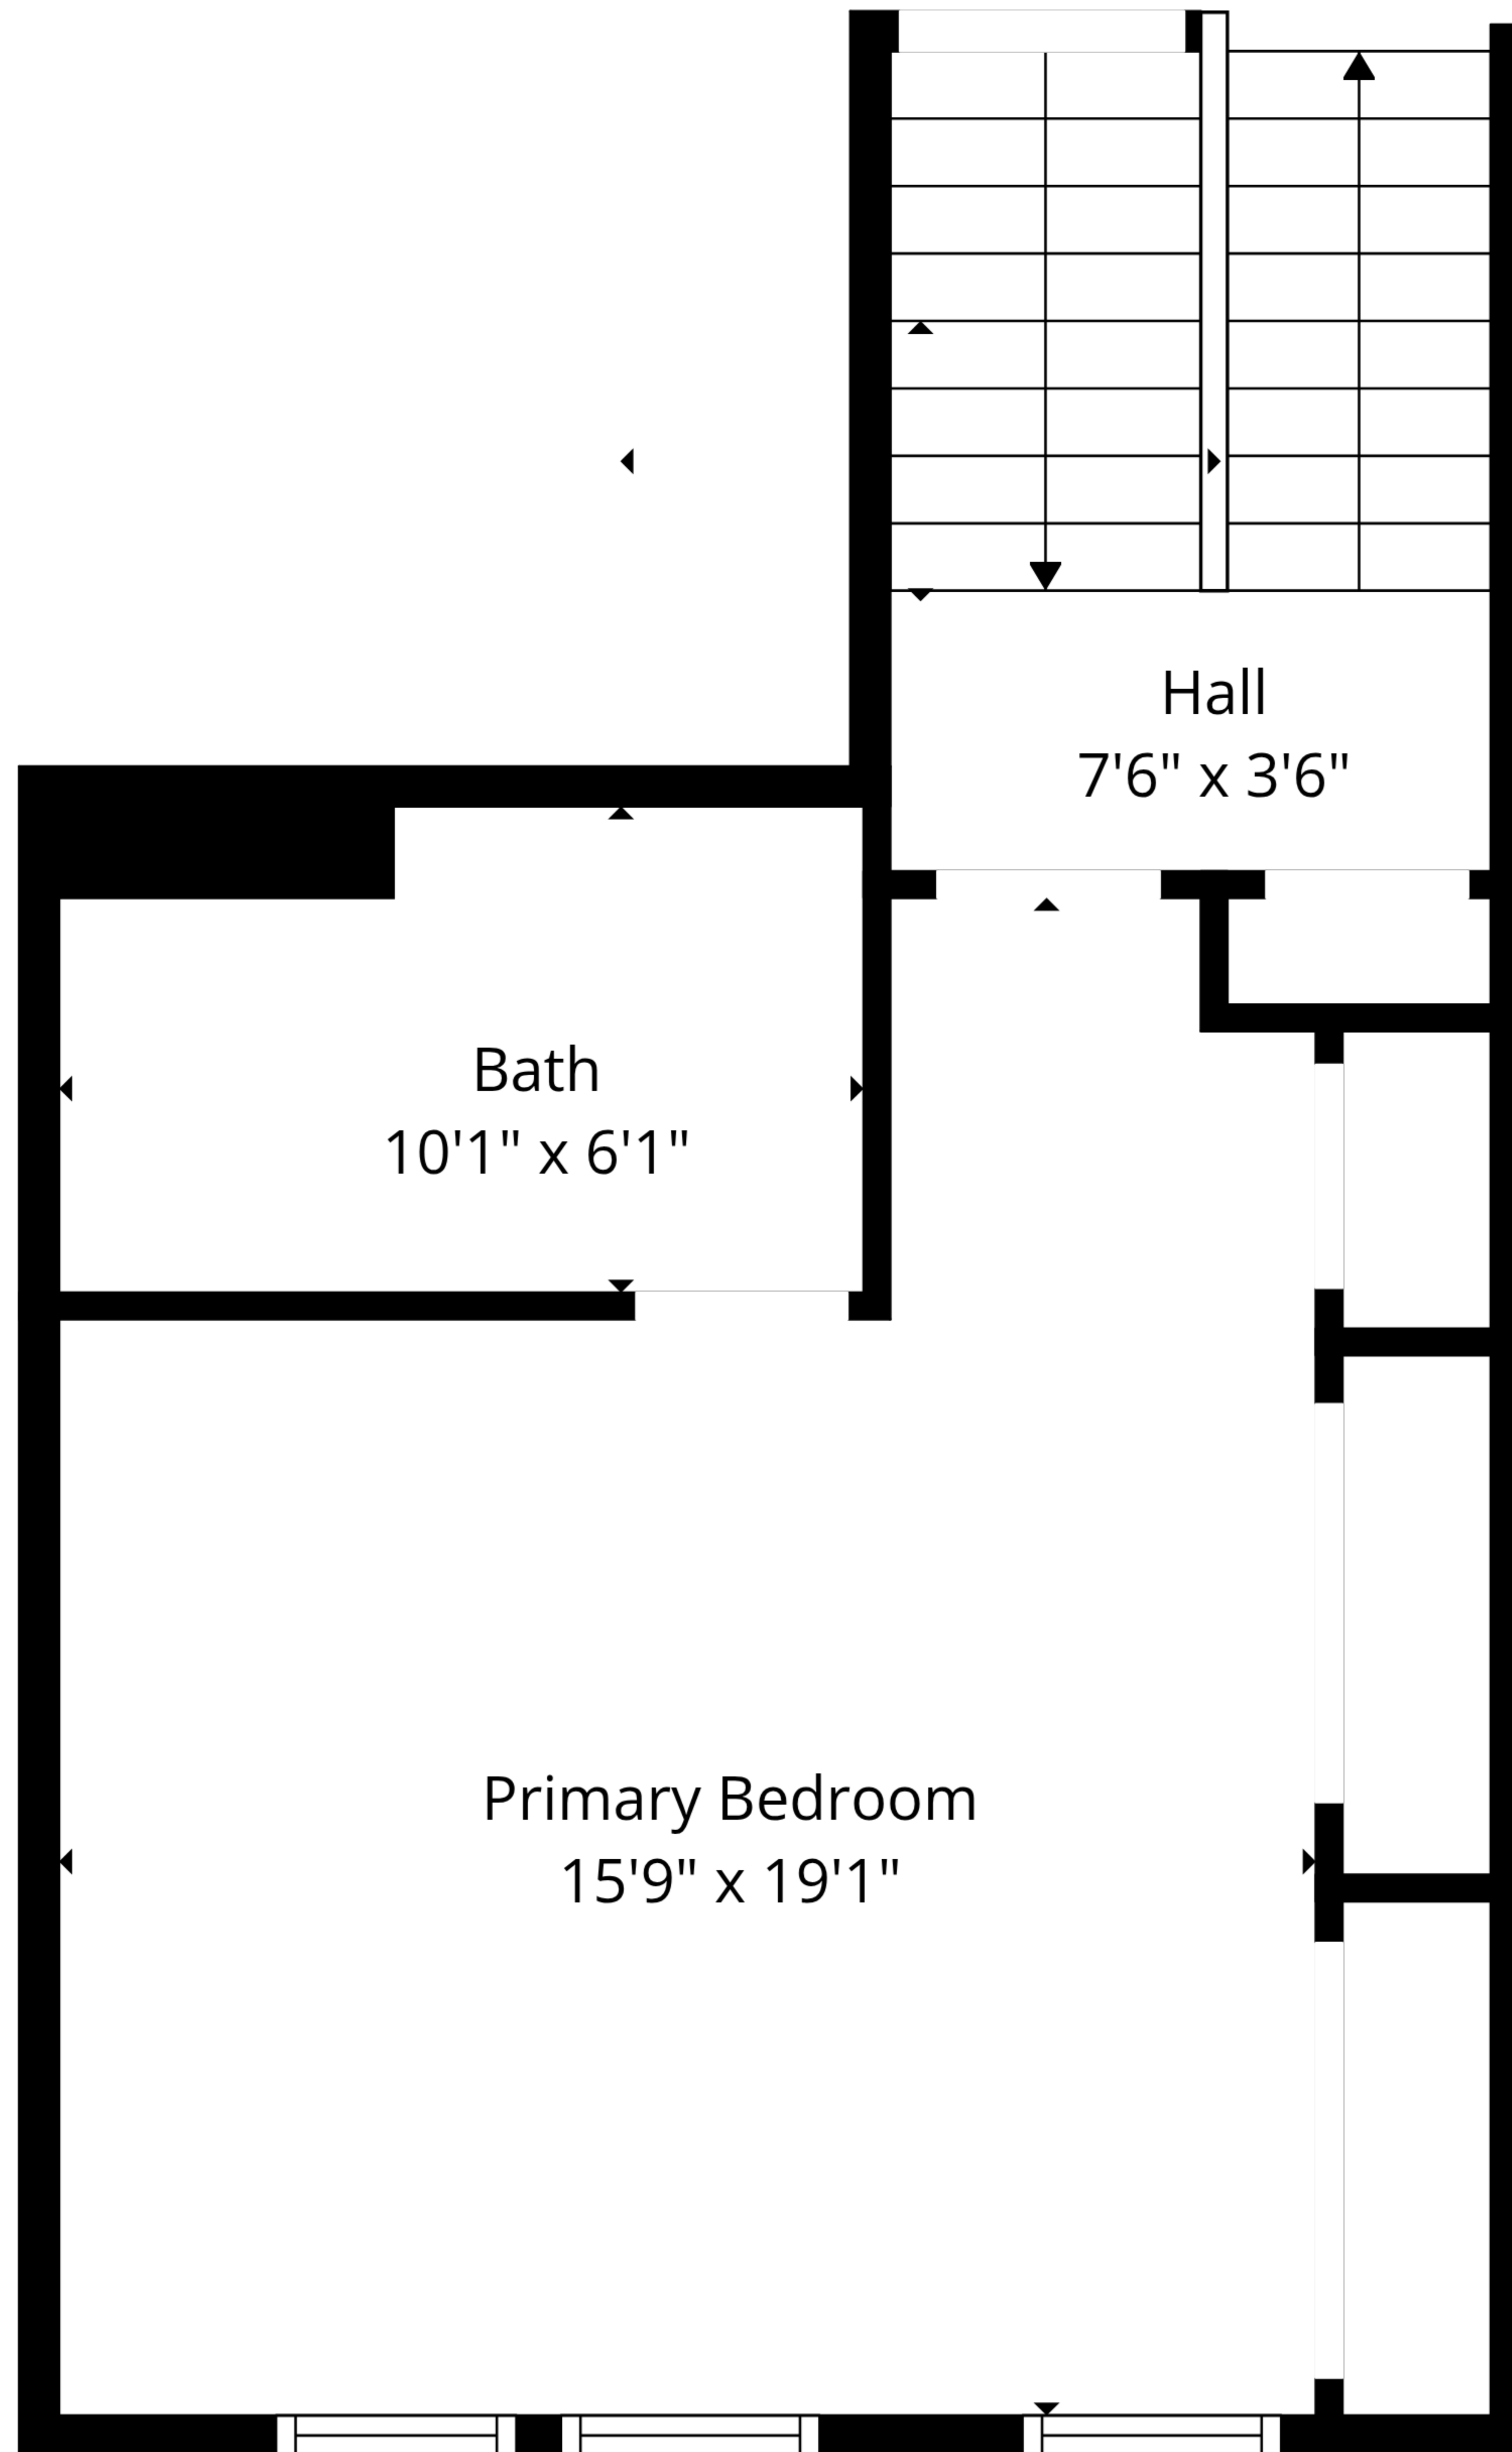 Hall
7'6" x 3'6"
Bath
10'1" x 6'1"
Primary Bedroom
15'9" x 19'1"